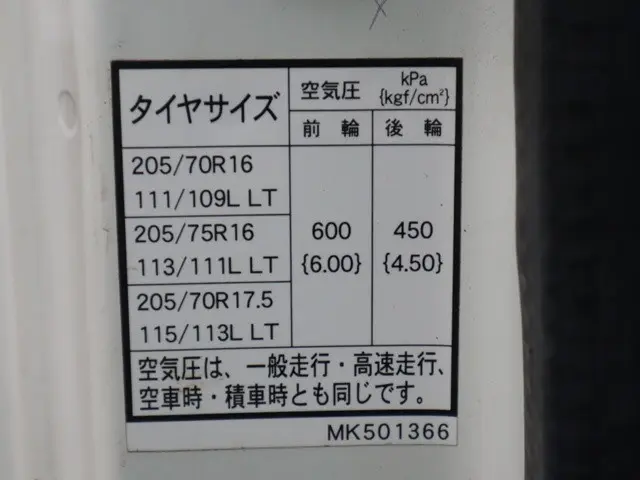 タイヤサイズ
空気圧
kPa
{kgf/cm²}
前輪
後輪
205/70R16
111/109L LT
205/75R16
113/111L LT
205/70R17.5
115/113L LT
600
{6.00}
450
{4.50}
空気圧は、一般走行・高速走行、
空車時・積車時とも同じです。
MK501366